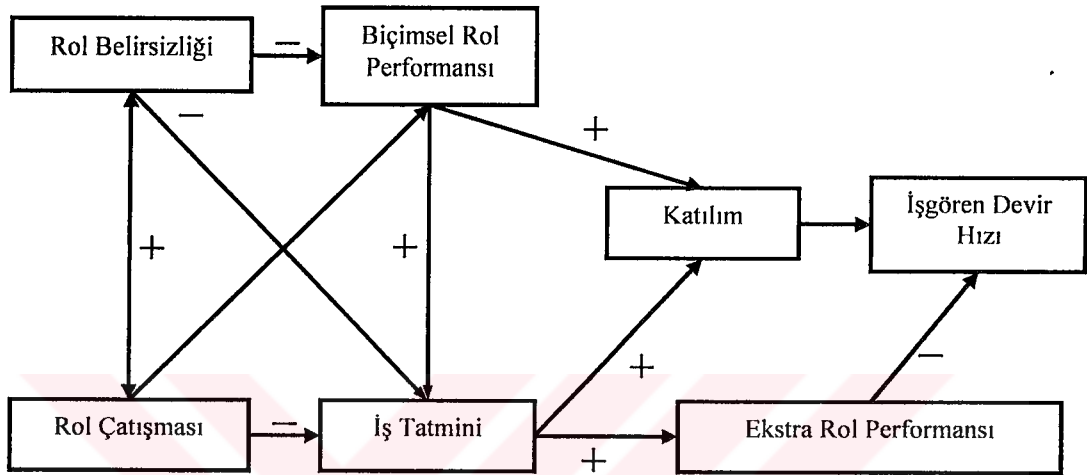 Rol Belirsizliği
−
Biçimsel Rol
Performansı
−
+
Katılım
İşgören Devir
Hızı
+
+
+
−
Rol Çatışması
−
İş Tatmini
+
Ekstra Rol Performansı